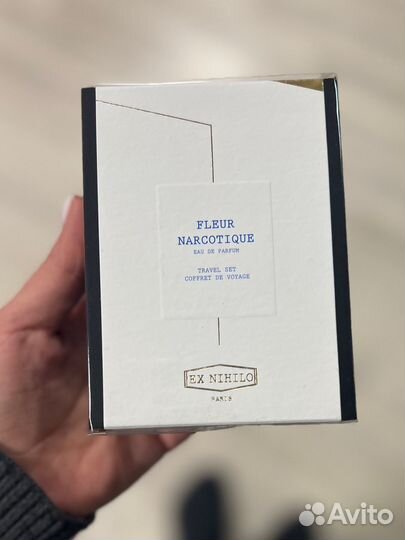 FLEUR
NARCOTIQUE
EAU DE PARFUM
TRAVEL SET
COFFRET DE VOYAGE
EX NIHILO
PARIS
Avito